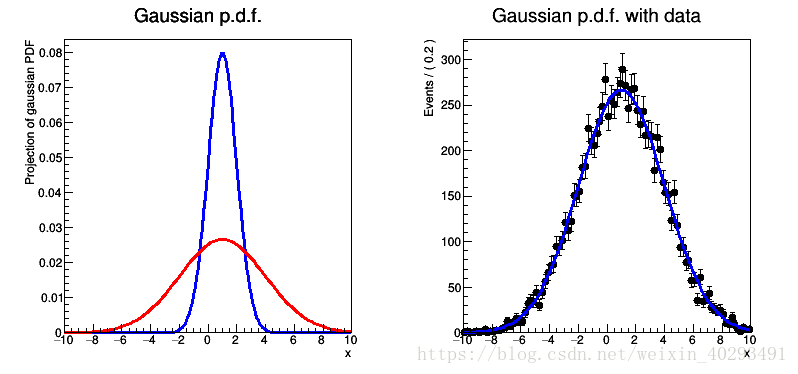 Gaussian p.d.f.
Projection of gaussian PDF
0.08
0.07
0.06
0.05
0.04
0.03
0.02
0.01
0
−10 −8 −6 −4 −2 0 2 4 6 8 10
x
Gaussian p.d.f. with data
Events / ( 0.2 )
300
250
200
150
100
50
0
−10 −8 −6 −4 −2 0 2 4 6 8 10
x
https://blog.csdn.net/weixin_40293491